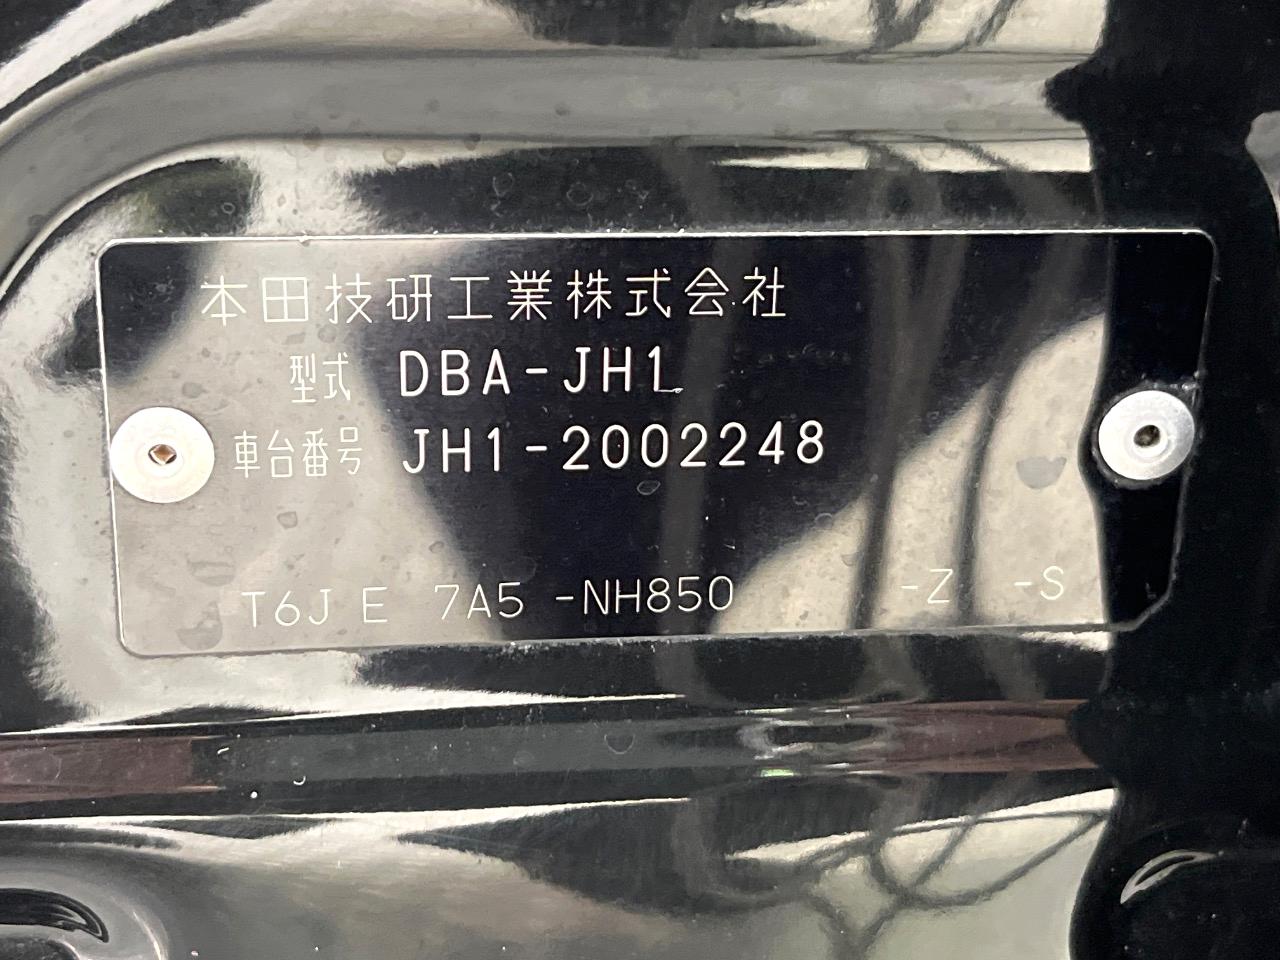 本田技研工業株式会社
型式 DBA-JH1
車台番号 JH1-2002248
T6J E 7A5 -NH850 -Z -S